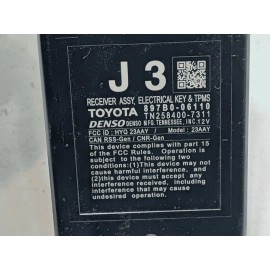 J 3
RECEIVER ASSY, ELECTRICAL KEY & TPMS
TOYOTA 897B0-06110
DENSO DENSO TN258400-7311
MFG. TENNESSEE, INC. 12V
FCC ID : HYQ 23AAY / Model : 23AAY
CAN RSS-Gen / CNR-Gen
This device complies with part 15
of the FCC Rules. Operation is
subject to the following two
conditions:(1)This device may not
cause harmful interference, and
(2)this device must accept any
interference received, including
interference that may cause
undesired operation.